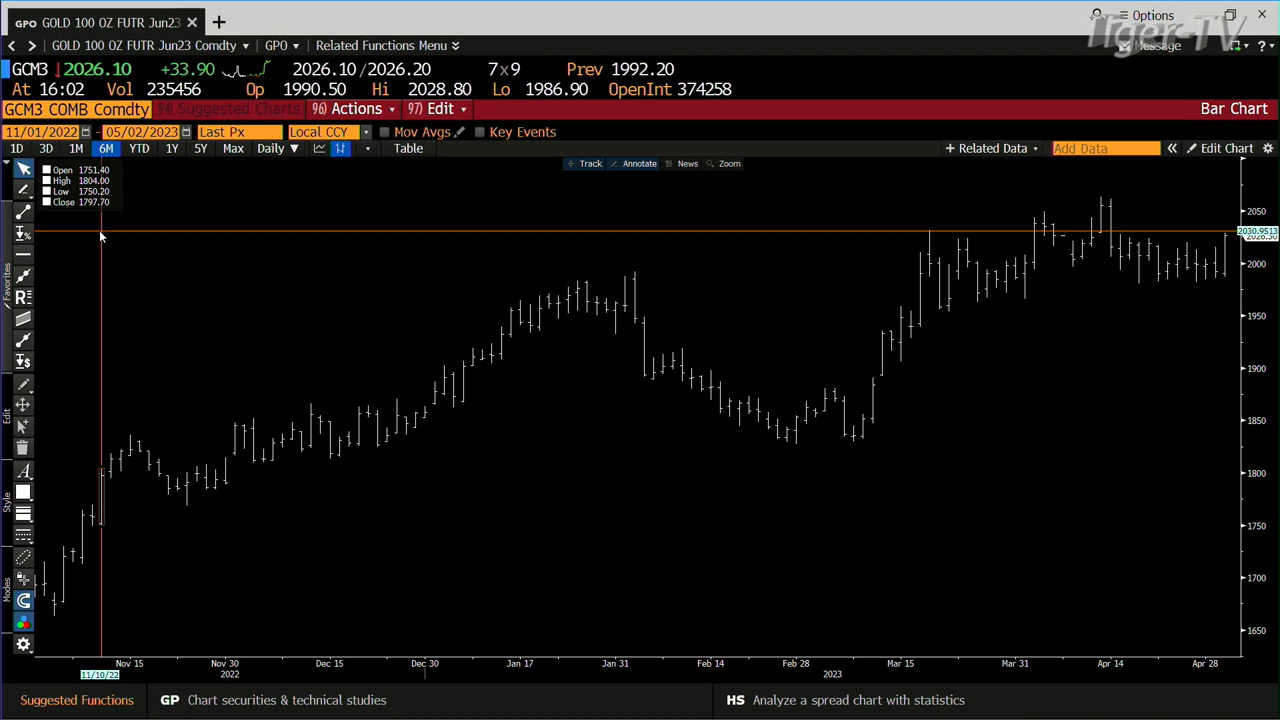 GPO GOLD 100 OZ FUTR Jun23 × +
Options
Tiger-TV
< > GOLD 100 OZ FUTR Jun23 Comdty GPO Related Functions Menu
Message
GCM3 2026.10 +33.90 2026.10/2026.20 7x9 Prev 1992.20
At 16:02 Vol 235456 Op 1990.50 Hi 2028.80 Lo 1986.90 OpenInt 374258
GCM3 COMB Comdty 94) Suggested Charts 96) Actions 97) Edit Bar Chart
11/01/2022 - 05/02/2023 Last Px Local CCY Mov Avgs Key Events
1D 3D 1M 6M YTD 1Y 5Y Max Daily Table + Related Data Add Data « Edit Chart
Track Annotate News Zoom
Open 1751.40
High 1804.00
Low 1750.20
Close 1797.70
Favorites
Edit
Style
Modes
2050
2030.9513
2000
1950
1900
1850
1800
1750
1700
1650
Nov 15 Nov 30 Dec 15 Dec 30 Jan 17 Jan 31 Feb 14 Feb 28 Mar 15 Mar 31 Apr 14 Apr 28
11/10/22 2022 2023
Suggested Functions GP Chart securities & technical studies HS Analyze a spread chart with statistics